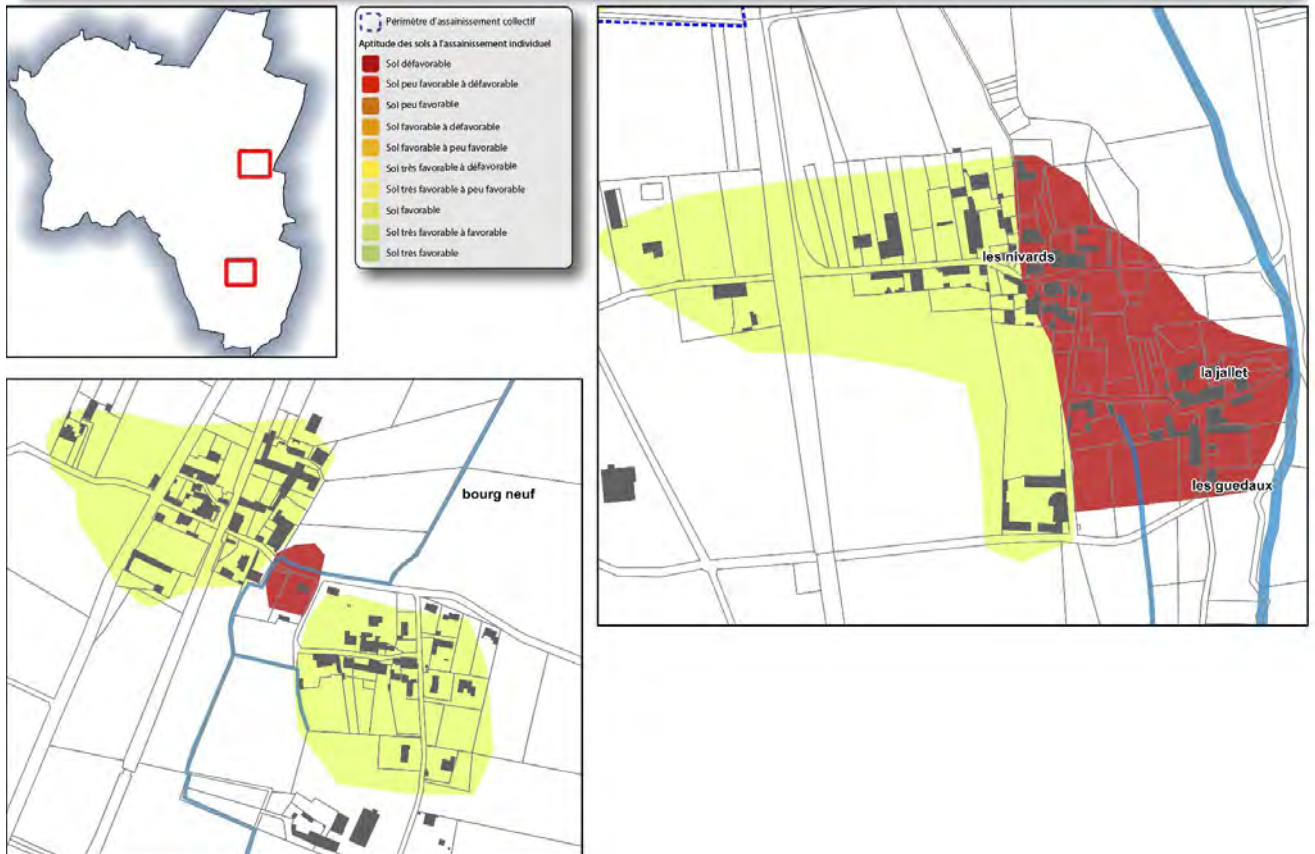 Périmètre d'assainissement collectif
Aptitude des sols à l'assainissement individuel
Sol défavorable
Sol peu favorable à défavorable
Sol peu favorable
Sol favorable à défavorable
Sol favorable à peu favorable
Sol très favorable à défavorable
Sol très favorable à peu favorable
Sol favorable
Sol très favorable à favorable
Sol très favorable
les nivards
la jallet
les guedaux
bourg neuf